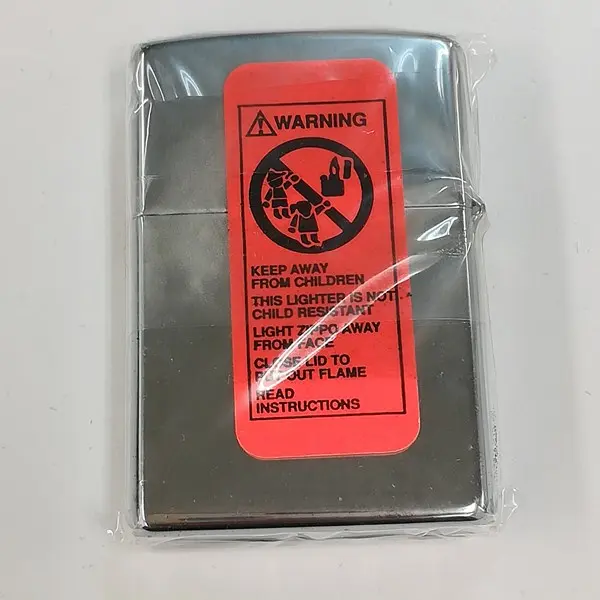 WARNING
KEEP AWAY
FROM CHILDREN
THIS LIGHTER IS NOT
CHILD RESISTANT
LIGHT ZIPPO AWAY
FROM FACE
CLOSE LID TO
PUT OUT FLAME
READ
INSTRUCTIONS